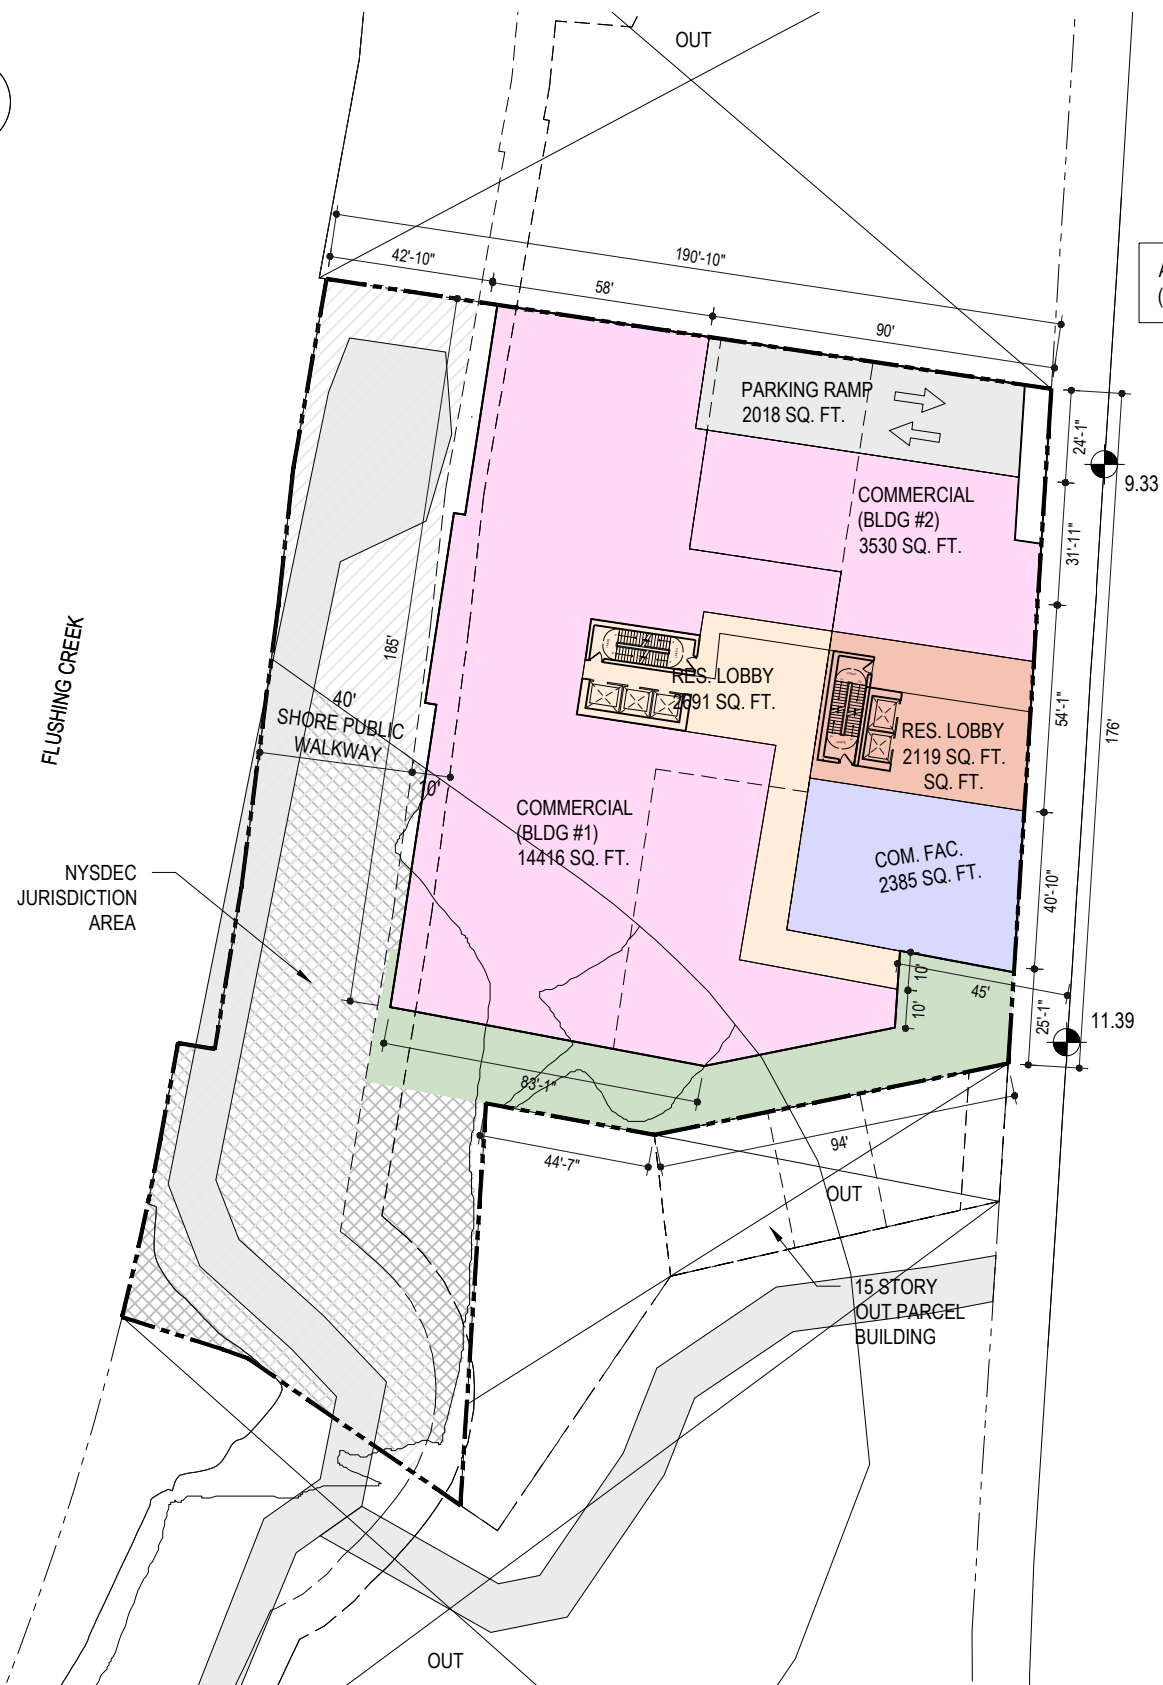 OUT
42'-10"
190'-10"
58'
90'
A
(
PARKING RAMP
2018 SQ. FT.
24'-1"
9.33
COMMERCIAL
(BLDG #2)
3530 SQ. FT.
31'-11"
FLUSHING CREEK
185'
40'
SHORE PUBLIC
WALKWAY
10'
RES. LOBBY
2691 SQ. FT.
54'-1"
176'
RES. LOBBY
2119 SQ. FT.
SQ. FT.
COMMERCIAL
(BLDG #1)
14416 SQ. FT.
COM. FAC.
2385 SQ. FT.
40'-10"
NYSDEC
JURISDICTION
AREA
10'
10'
45'
25'-1"
11.39
83'-1"
44'-7"
94'
OUT
15 STORY
OUT PARCEL
BUILDING
OUT